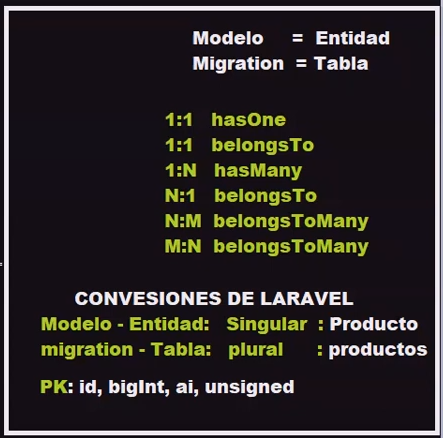 Modelo = Entidad
Migration = Tabla
1:1 hasOne
1:1 belongsTo
1:N hasMany
N:1 belongsTo
N:M belongsToMany
M:N belongsToMany
CONVESIONES DE LARAVEL
Modelo - Entidad: Singular : Producto
migration - Tabla: plural : productos
PK: id, bigInt, ai, unsigned